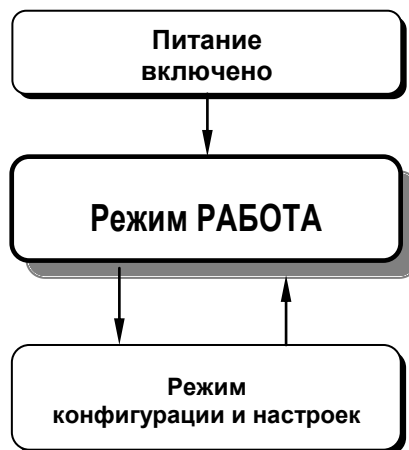 Питание
включено
Режим РАБОТА
Режим
конфигурации и настроек